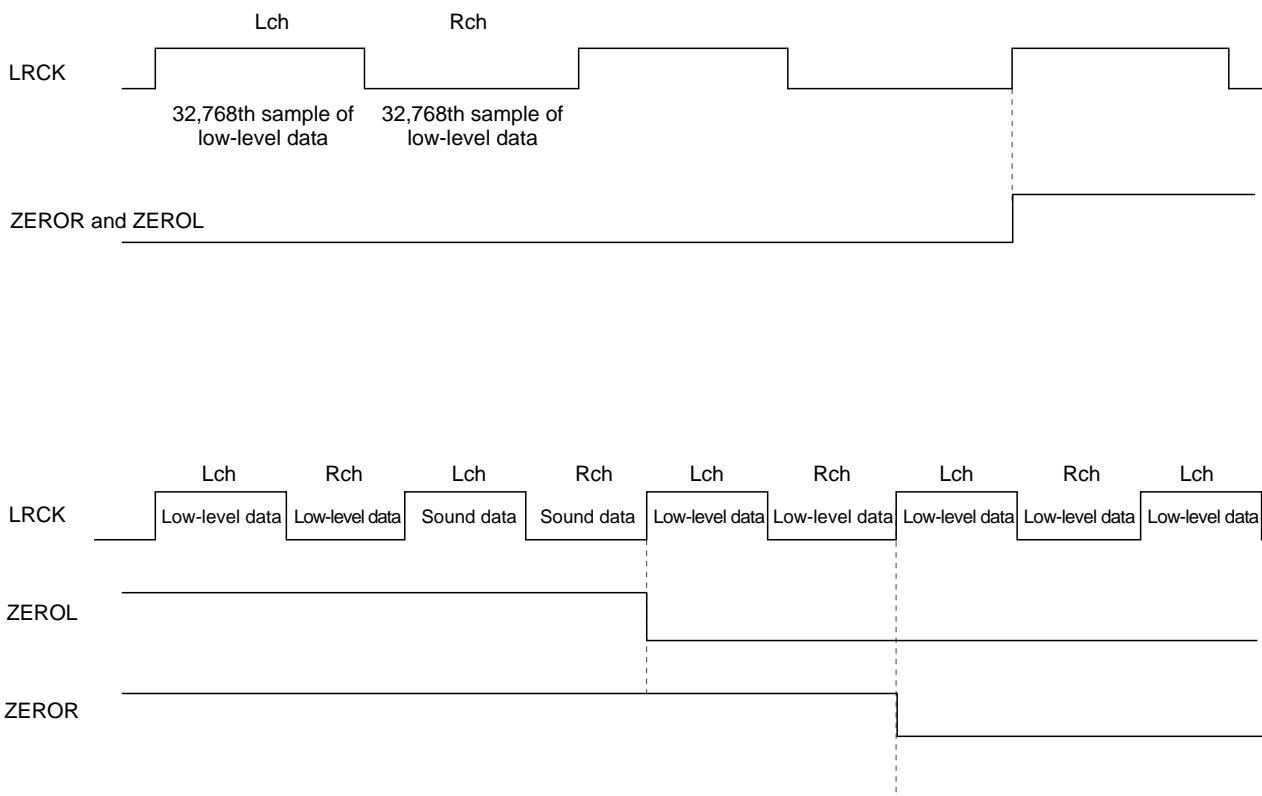 Lch Rch
LRCK
32,768th sample of low-level data 32,768th sample of low-level data
ZEROR and ZEROL
Lch Rch Lch Rch Lch Rch Lch Rch Lch
LRCK
Low-level data Low-level data Sound data Sound data Low-level data Low-level data Low-level data Low-level data Low-level data
ZEROL
ZEROR